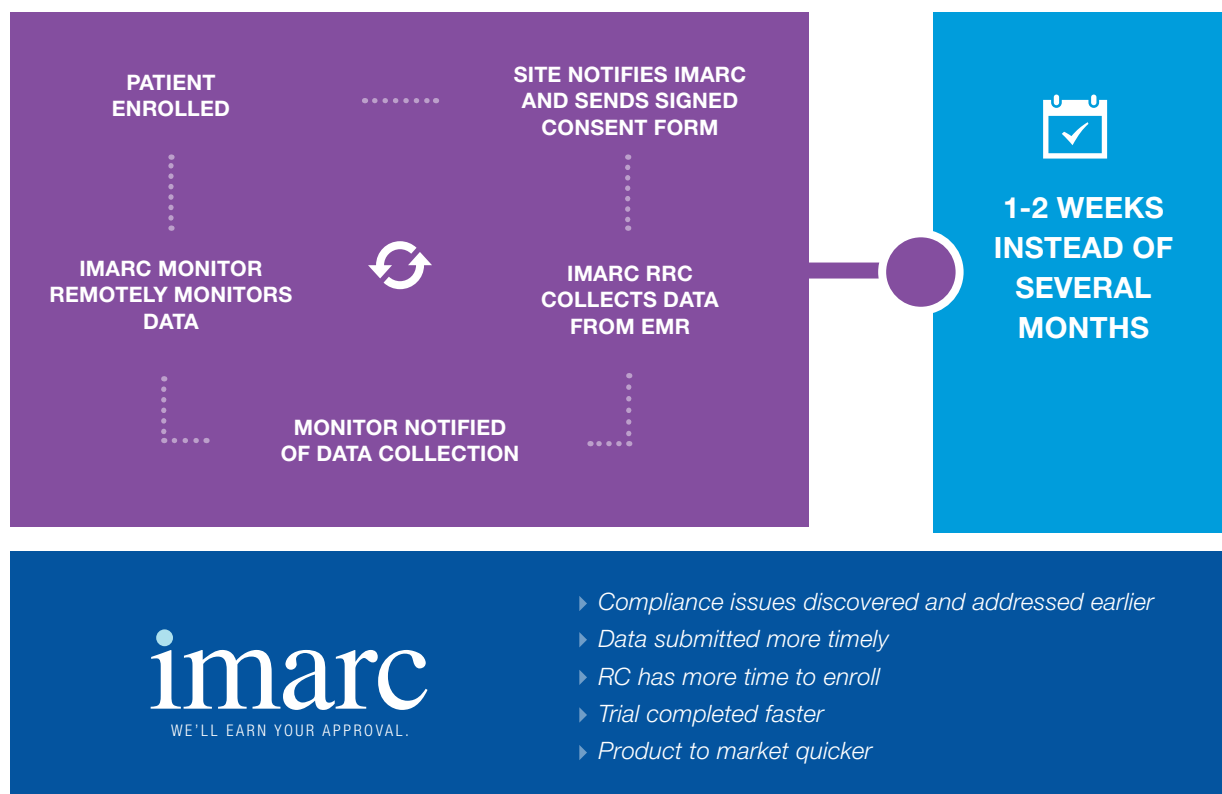 PATIENT
ENROLLED
SITE NOTIFIES IMARC
AND SENDS SIGNED
CONSENT FORM
IMARC RRC
COLLECTS DATA
FROM EMR
MONITOR NOTIFIED
OF DATA COLLECTION
IMARC MONITOR
REMOTELY MONITORS
DATA
1-2 WEEKS
INSTEAD OF
SEVERAL
MONTHS
imarc
WE'LL EARN YOUR APPROVAL.
Compliance issues discovered and addressed earlier
Data submitted more timely
RC has more time to enroll
Trial completed faster
Product to market quicker